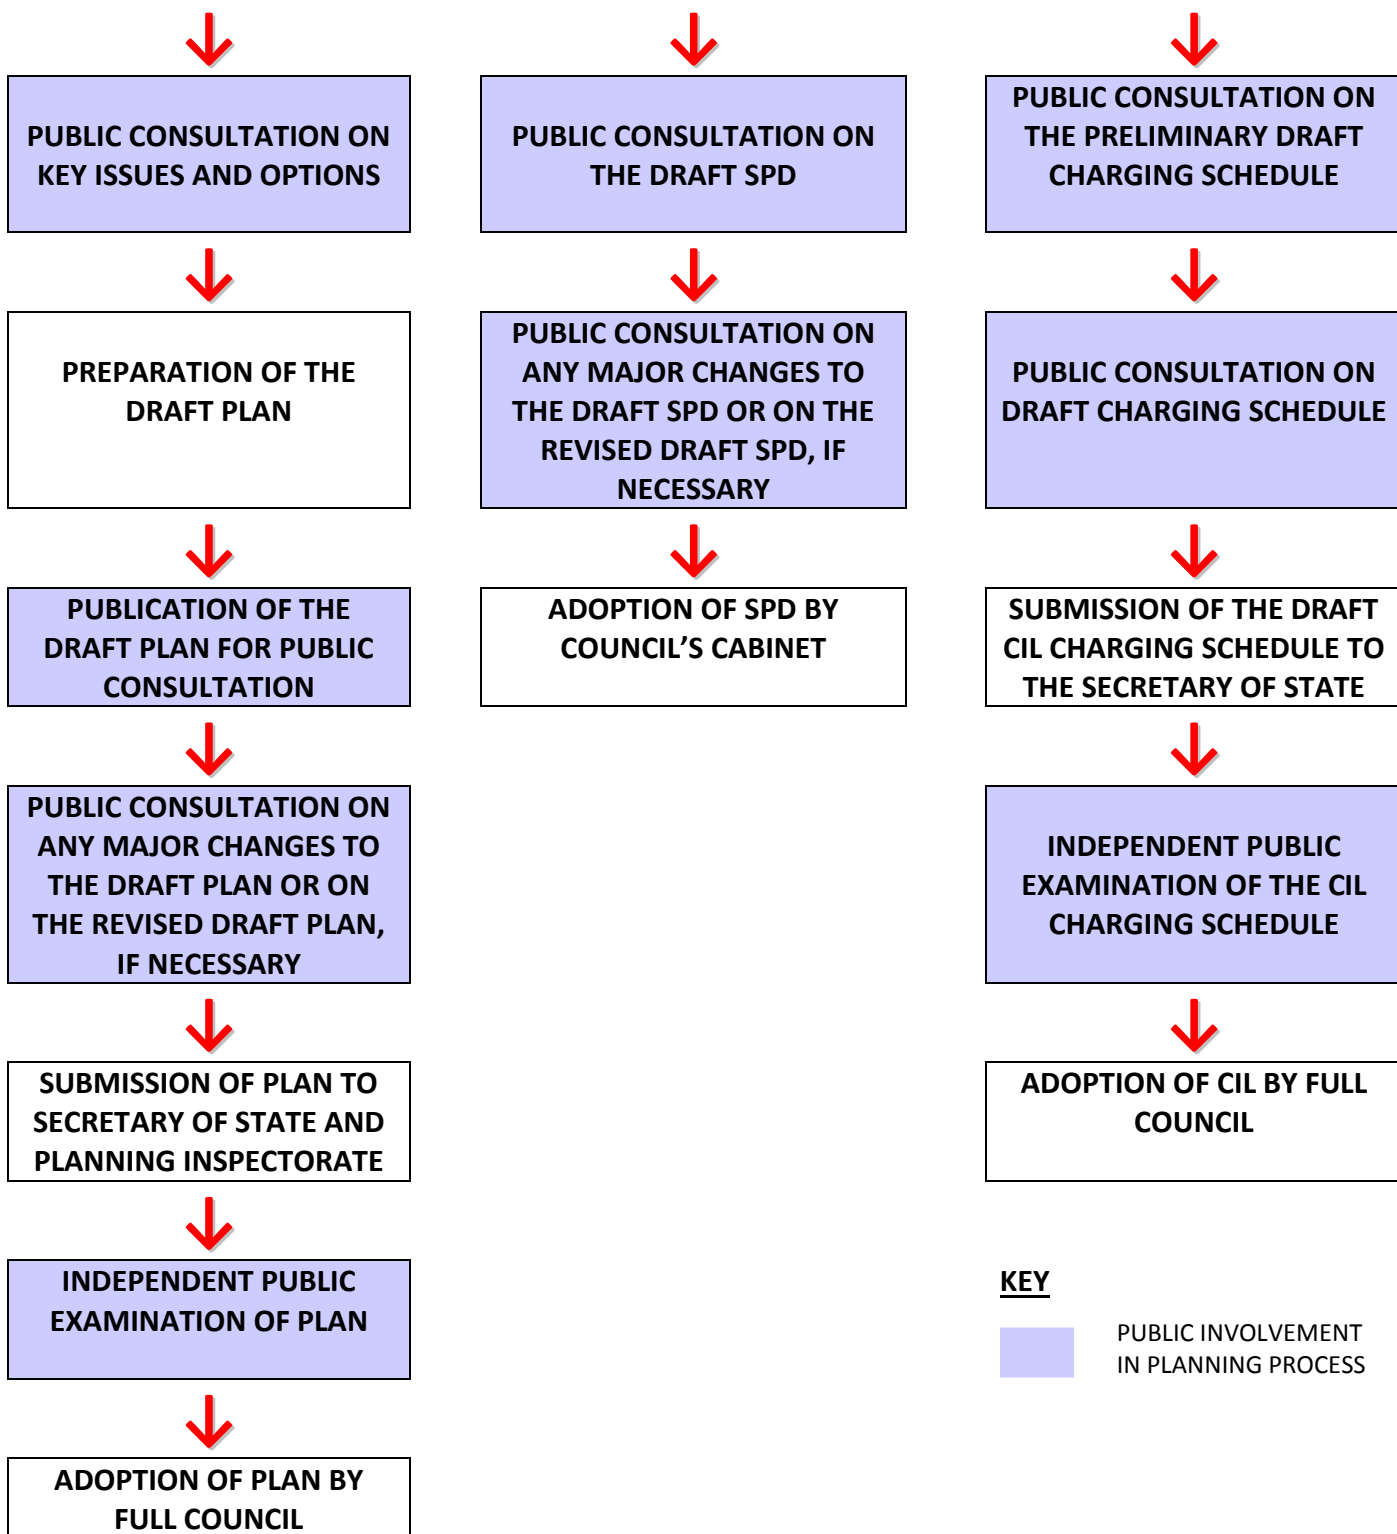 PUBLIC CONSULTATION ON
KEY ISSUES AND OPTIONS
PREPARATION OF THE
DRAFT PLAN
PUBLICATION OF THE
DRAFT PLAN FOR PUBLIC
CONSULTATION
PUBLIC CONSULTATION ON
ANY MAJOR CHANGES TO
THE DRAFT PLAN OR ON
THE REVISED DRAFT PLAN,
IF NECESSARY
SUBMISSION OF PLAN TO
SECRETARY OF STATE AND
PLANNING INSPECTORATE
INDEPENDENT PUBLIC
EXAMINATION OF PLAN
ADOPTION OF PLAN BY
FULL COUNCIL
PUBLIC CONSULTATION ON
THE DRAFT SPD
PUBLIC CONSULTATION ON
ANY MAJOR CHANGES TO
THE DRAFT SPD OR ON THE
REVISED DRAFT SPD, IF
NECESSARY
ADOPTION OF SPD BY
COUNCIL’S CABINET
PUBLIC CONSULTATION ON
THE PRELIMINARY DRAFT
CHARGING SCHEDULE
PUBLIC CONSULTATION ON
DRAFT CHARGING SCHEDULE
SUBMISSION OF THE DRAFT
CIL CHARGING SCHEDULE TO
THE SECRETARY OF STATE
INDEPENDENT PUBLIC
EXAMINATION OF THE CIL
CHARGING SCHEDULE
ADOPTION OF CIL BY FULL
COUNCIL
KEY
PUBLIC INVOLVEMENT
IN PLANNING PROCESS